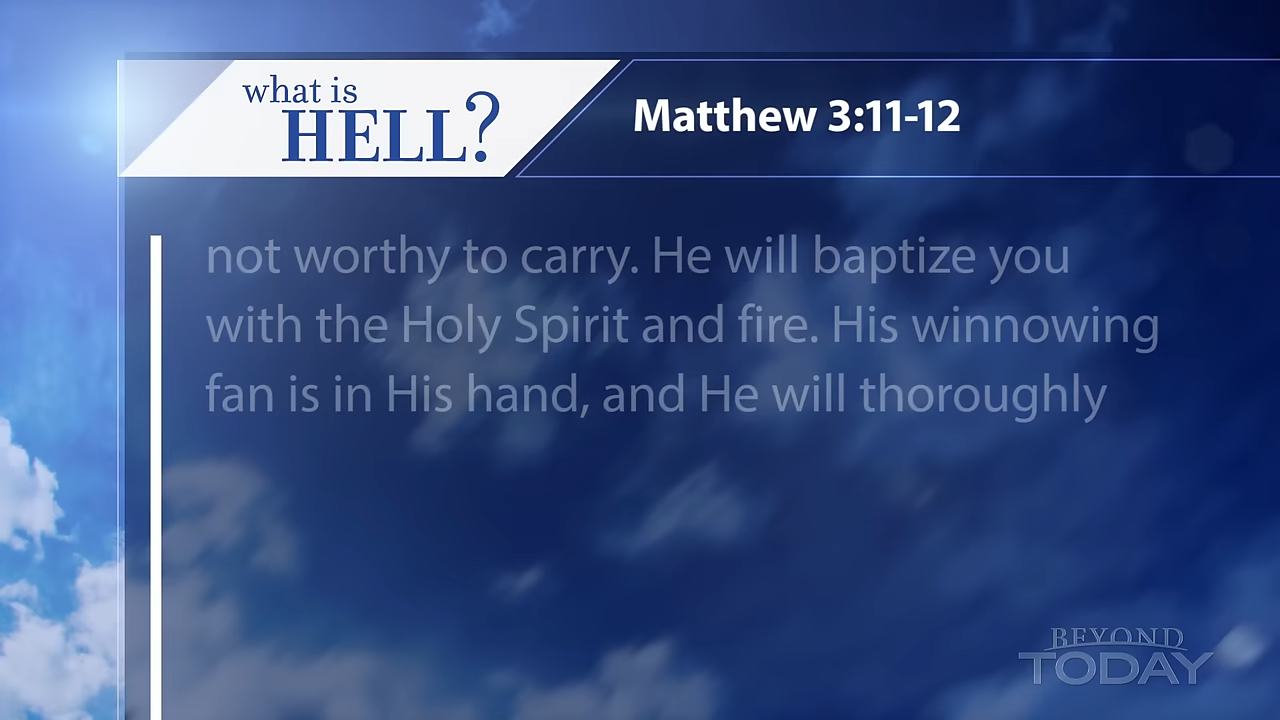 what is
HELL?
Matthew 3:11-12
not worthy to carry. He will baptize you
with the Holy Spirit and fire. His winnowing
fan is in His hand, and He will thoroughly
BEYOND
TODAY